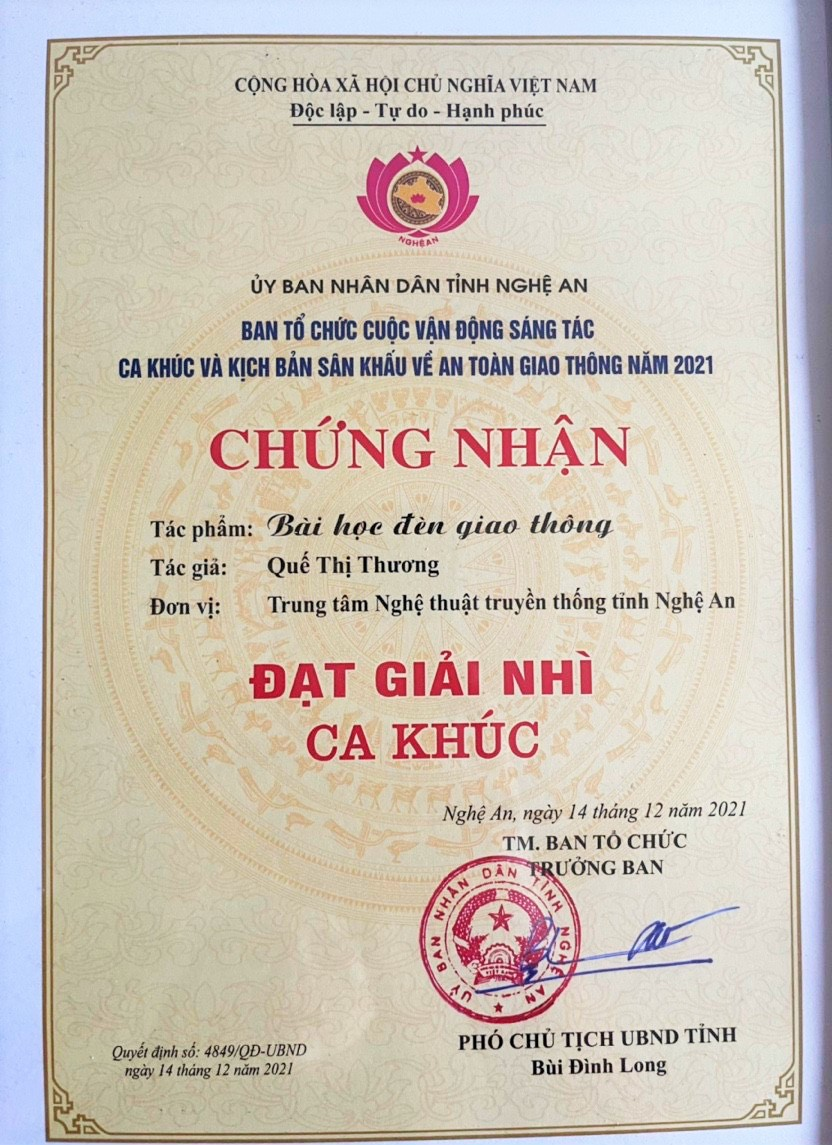 CỘNG HÒA XÃ HỘI CHỦ NGHĨA VIỆT NAM
Độc lập - Tự do - Hạnh phúc
NGHỆ AN
ỦY BAN NHÂN DÂN TỈNH NGHỆ AN
BAN TỔ CHỨC CUỘC VẬN ĐỘNG SÁNG TÁC
CA KHÚC VÀ KỊCH BẢN SÂN KHẤU VỀ AN TOÀN GIAO THÔNG NĂM 2021
CHỨNG NHẬN
Tác phẩm: Bài học đèn giao thông
Tác giả: Quế Thị Thương
Đơn vị: Trung tâm Nghệ thuật truyền thống tỉnh Nghệ An
ĐẠT GIẢI NHÌ
CA KHÚC
Nghệ An, ngày 14 tháng 12 năm 2021
TM. BAN TỔ CHỨC
TRƯỞNG BAN
ỦY BAN NHÂN DÂN TỈNH NGHỆ AN
PHÓ CHỦ TỊCH UBND TỈNH
Bùi Đình Long
Quyết định số: 4849/QĐ-UBND
ngày 14 tháng 12 năm 2021